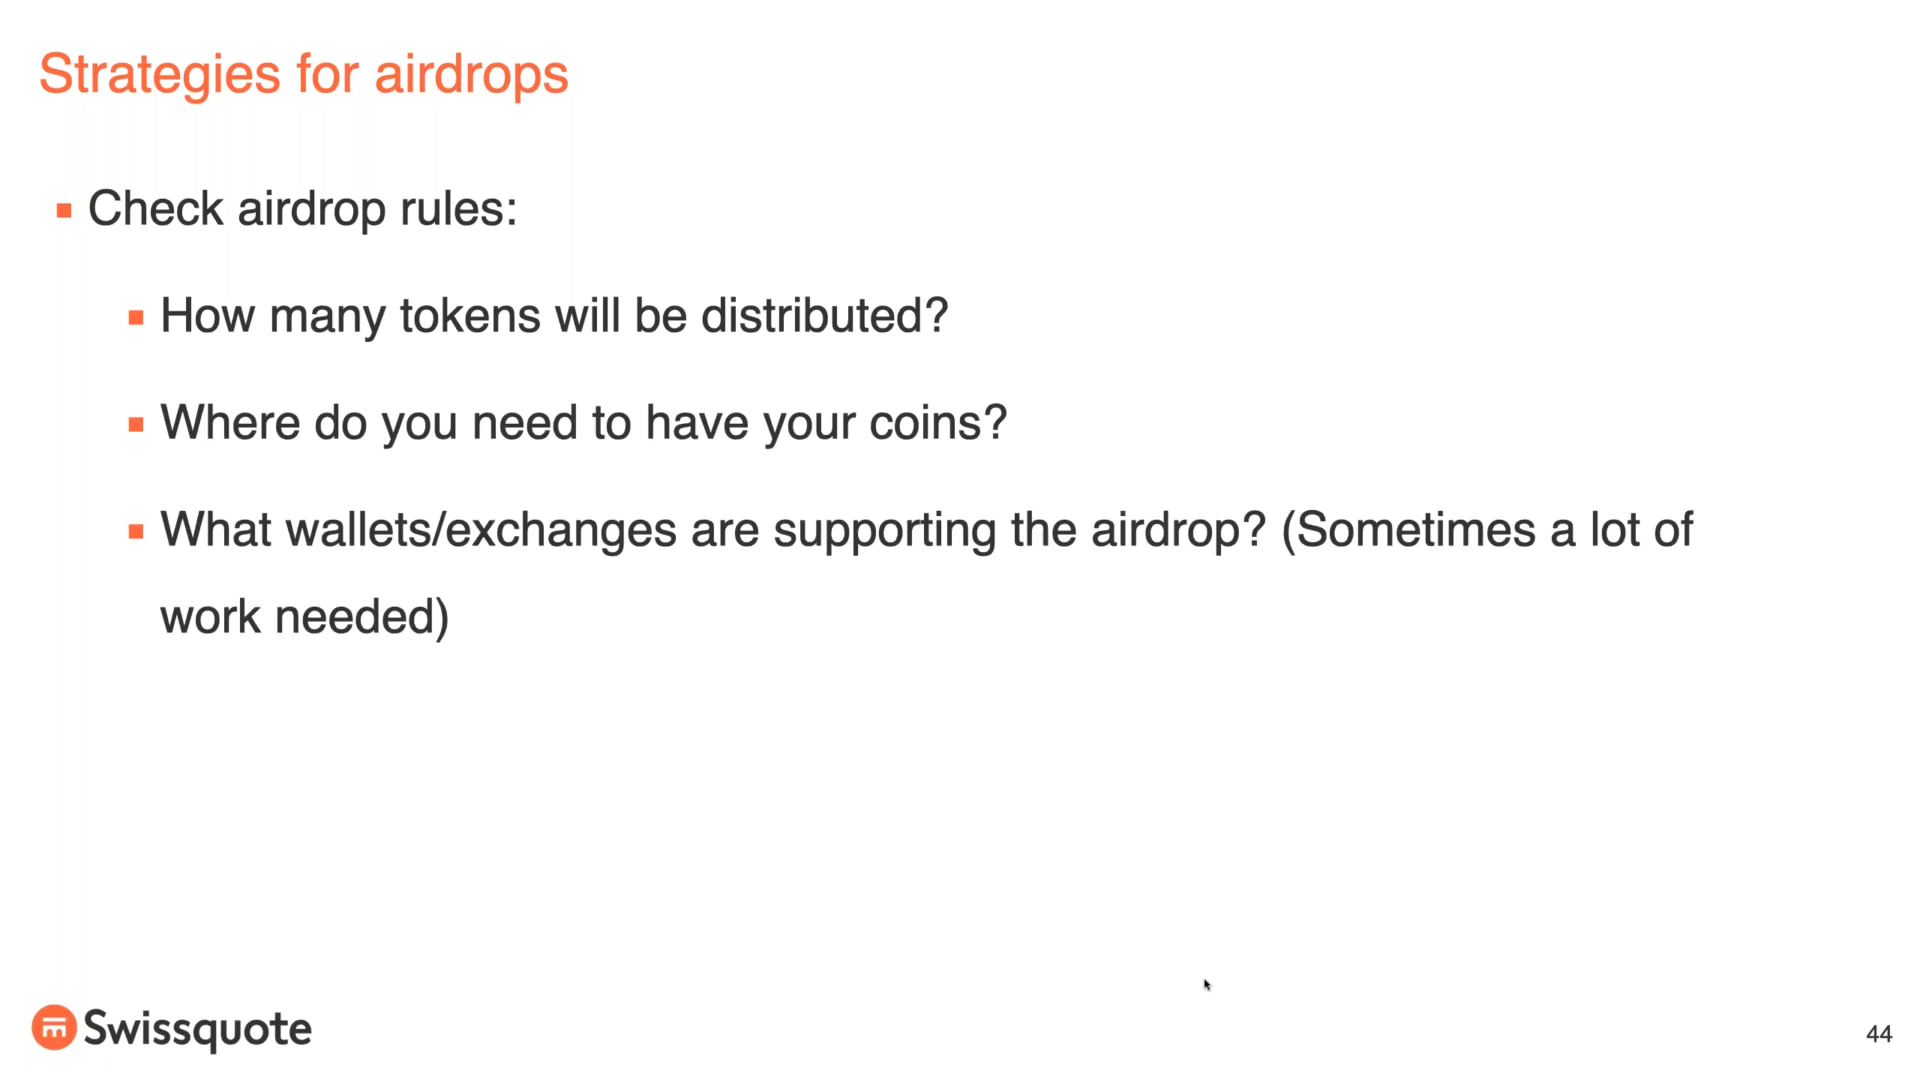 Strategies for airdrops
Check airdrop rules:
How many tokens will be distributed?
Where do you need to have your coins?
What wallets/exchanges are supporting the airdrop? (Sometimes a lot of
work needed)
Swissquote
44